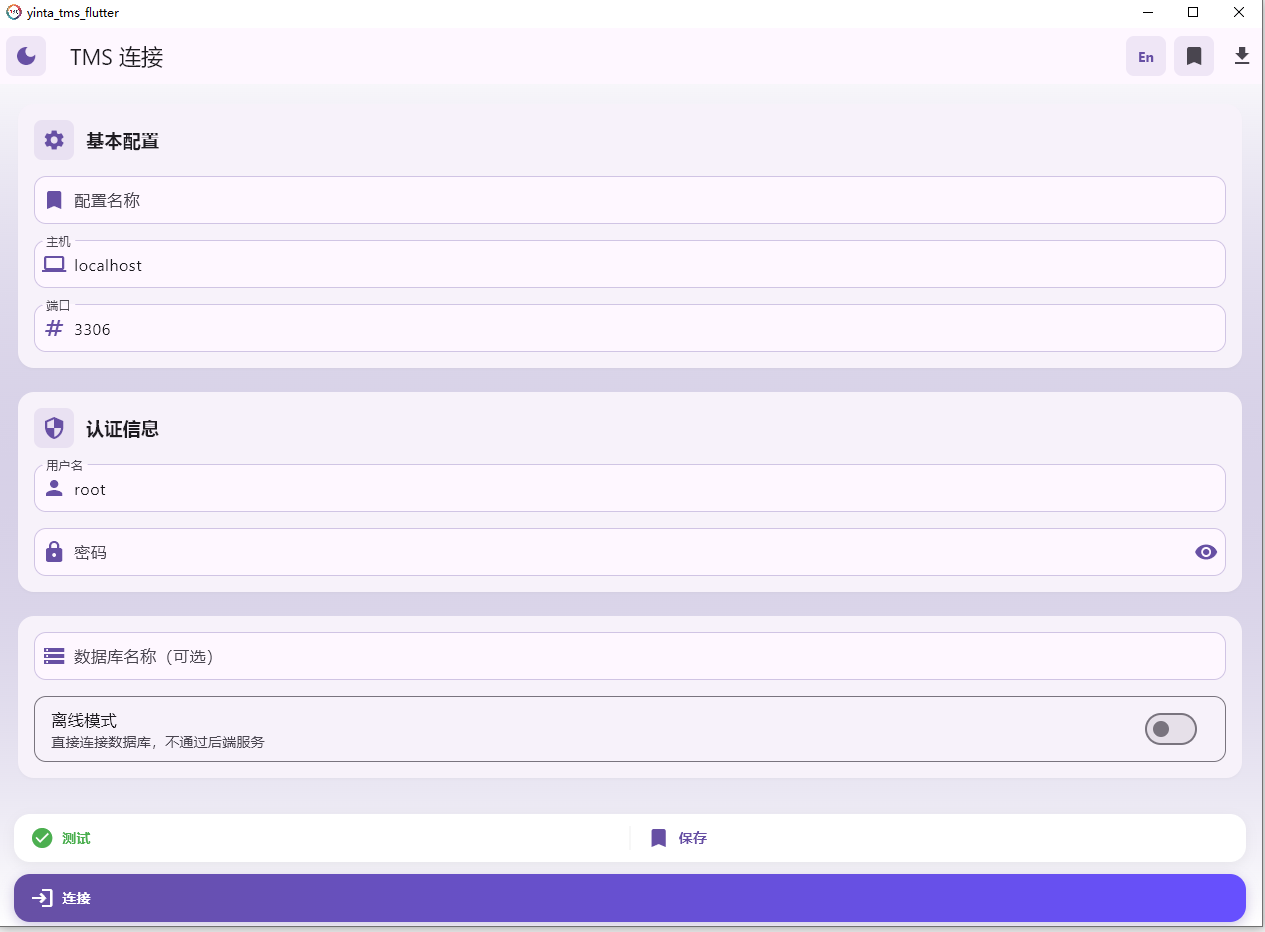 yinta_tms_flutter
TMS 连接
En
基本配置
配置名称
主机
localhost
端口
3306
认证信息
用户名
root
密码
数据库名称（可选）
离线模式
直接连接数据库，不通过后端服务
测试
保存
连接